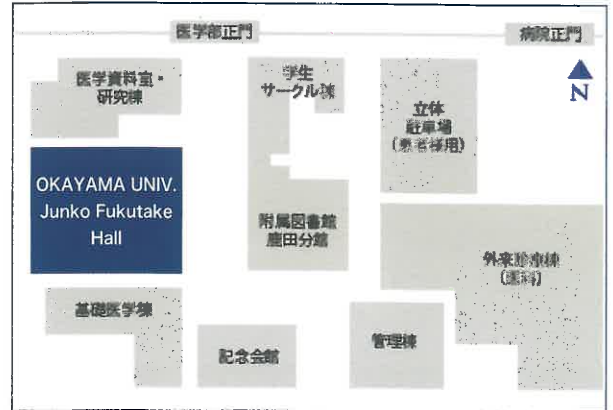 医学部正門
病院正門
医学資料室・
研究棟
学生
サークル棟
立体
駐車場
(患者様用)
N
OKAYAMA UNIV.
Junko Fukutake
Hall
附属図書館
鹿田分館
外来診療棟
(医科)
基礎医学棟
記念会館
管理棟